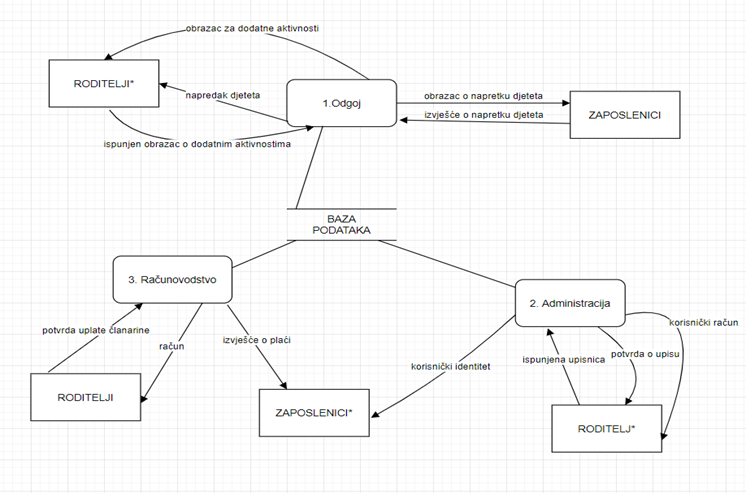 obrazac za dodatne aktivnosti
RODITELJI*
napredak djeteta
1.Odgoj
obrazac o napretku djeteta
izvješće o napretku djeteta
ZAPOSLENICI
ispunjen obrazac o dodatnim aktivnostima
BAZA
PODATAKA
3. Računovodstvo
2. Administracija
potvrda uplate članarine
račun
izvješće o plači
korisnički identitet
ispunjena upisnica
potvrda o upisu
korisnički račun
RODITELJI
ZAPOSLENICI*
RODITELJ*